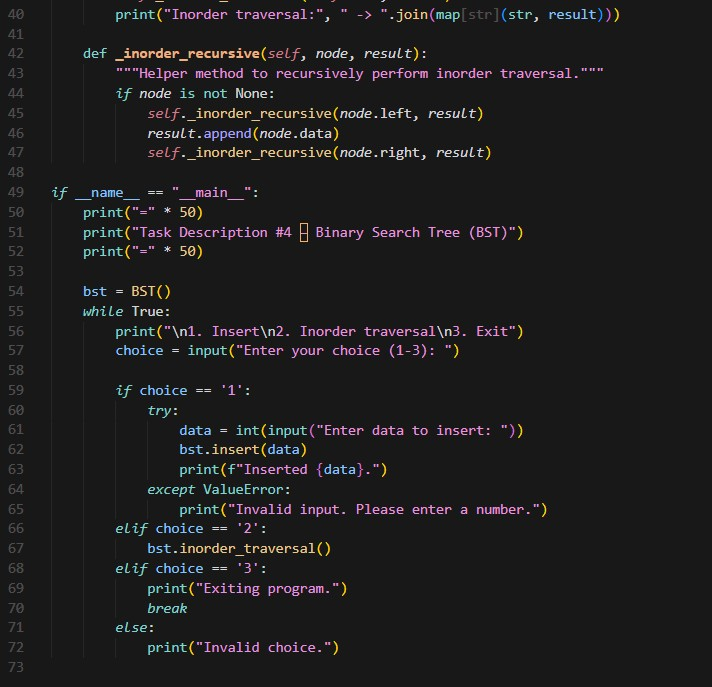 40 print("Inorder traversal:", " -> ".join(map[str](str, result)))
41
42 def _inorder_recursive(self, node, result):
43 """Helper method to recursively perform inorder traversal."""
44 if node is not None:
45 self._inorder_recursive(node.left, result)
46 result.append(node.data)
47 self._inorder_recursive(node.right, result)
48
49 if __name__ == "__main__":
50 print("=" * 50)
51 print("Task Description #4 – Binary Search Tree (BST)")
52 print("=" * 50)
53
54 bst = BST()
55 while True:
56 print("\n1. Insert\n2. Inorder traversal\n3. Exit")
57 choice = input("Enter your choice (1-3): ")
58
59 if choice == '1':
60 try:
61 data = int(input("Enter data to insert: "))
62 bst.insert(data)
63 print(f"Inserted {data}.")
64 except ValueError:
65 print("Invalid input. Please enter a number.")
66 elif choice == '2':
67 bst.inorder_traversal()
68 elif choice == '3':
69 print("Exiting program.")
70 break
71 else:
72 print("Invalid choice.")
73